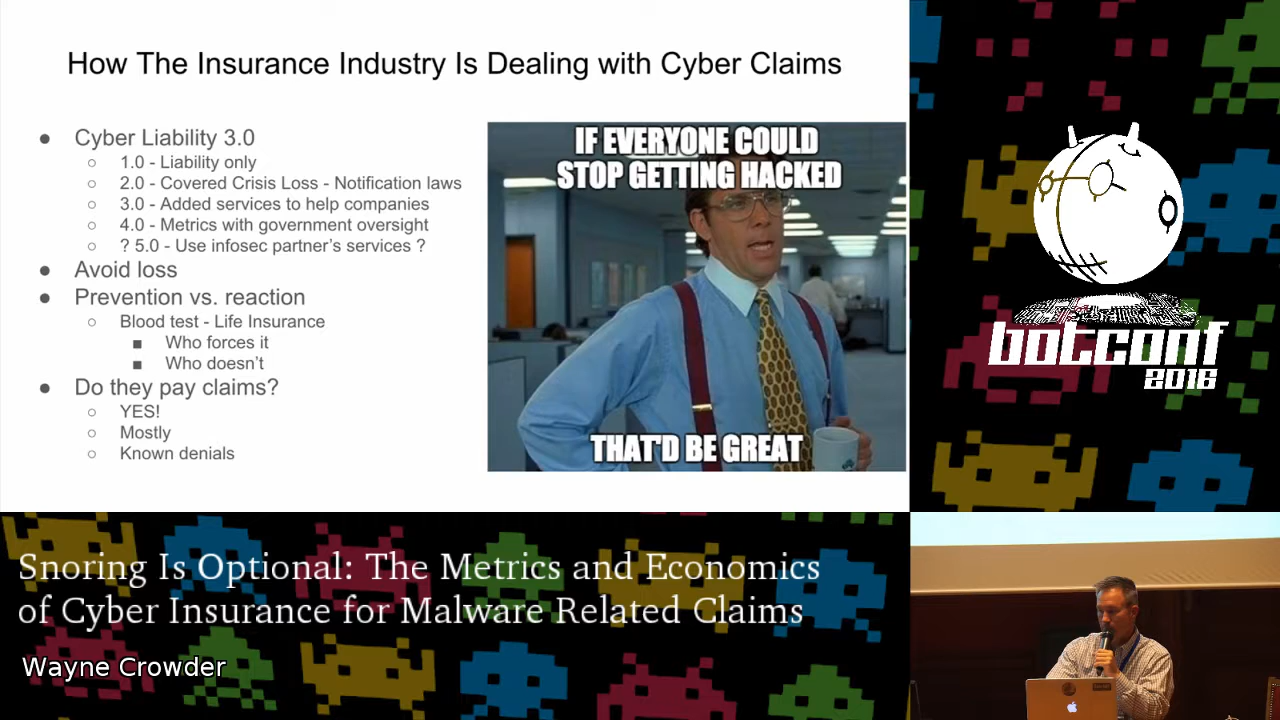 How The Insurance Industry Is Dealing with Cyber Claims
● Cyber Liability 3.0
○ 1.0 - Liability only
○ 2.0 - Covered Crisis Loss - Notification laws
○ 3.0 - Added services to help companies
○ 4.0 - Metrics with government oversight
○ ? 5.0 - Use infosec partner's services ?
● Avoid loss
● Prevention vs. reaction
○ Blood test - Life Insurance
■ Who forces it
■ Who doesn't
● Do they pay claims?
○ YES!
○ Mostly
○ Known denials
IF EVERYONE COULD
STOP GETTING HACKED
THAT'D BE GREAT
botconf
2016
Snoring Is Optional: The Metrics and Economics
of Cyber Insurance for Malware Related Claims
Wayne Crowder